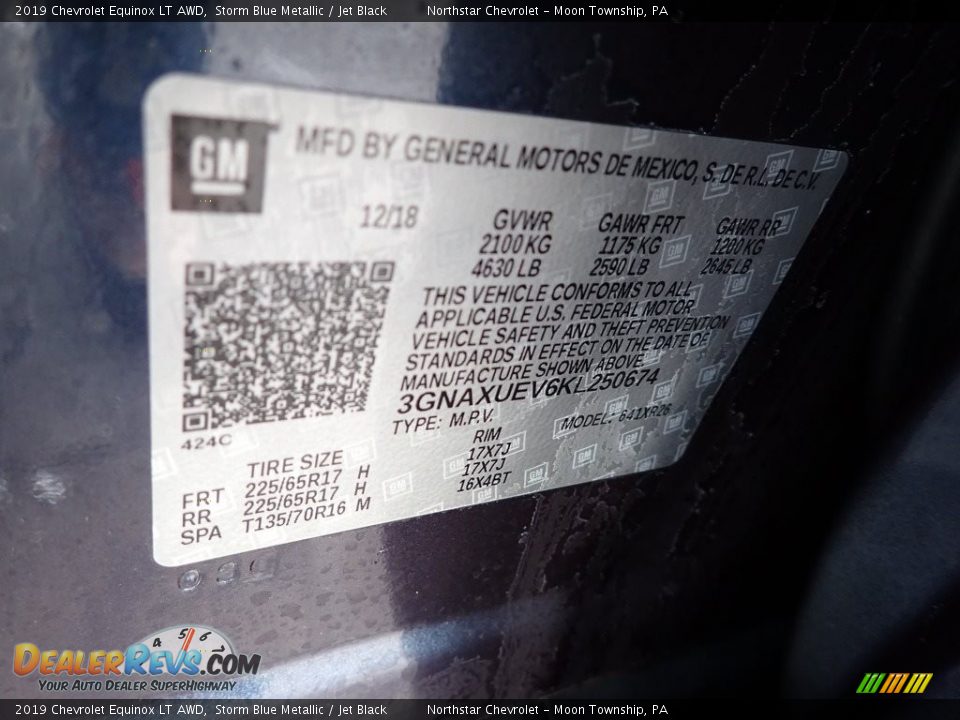 2019 Chevrolet Equinox LT AWD, Storm Blue Metallic / Jet Black Northstar Chevrolet - Moon Township, PA
GM MFD BY GENERAL MOTORS DE MEXICO, S. DE R.L. DE C.V.
12/18 GVWR GAWR FRT GAWR RR
2100 KG 1175 KG 1200 KG
4630 LB 2590 LB 2645 LB
THIS VEHICLE CONFORMS TO ALL
APPLICABLE U.S. FEDERAL MOTOR
VEHICLE SAFETY AND THEFT PREVENTION
STANDARDS IN EFFECT ON THE DATE OF
MANUFACTURE SHOWN ABOVE.
3GNAXUEV6KL250674
TYPE: M.P.V. MODEL: 641XR26
424C
TIRE SIZE RIM
FRT 225/65R17 H 17X7J
RR 225/65R17 H 17X7J
SPA T135/70R16 M 16X4BT
4 5 6
DealerRevs.com
Your Auto Dealer SuperHighway
2019 Chevrolet Equinox LT AWD, Storm Blue Metallic / Jet Black Northstar Chevrolet - Moon Township, PA